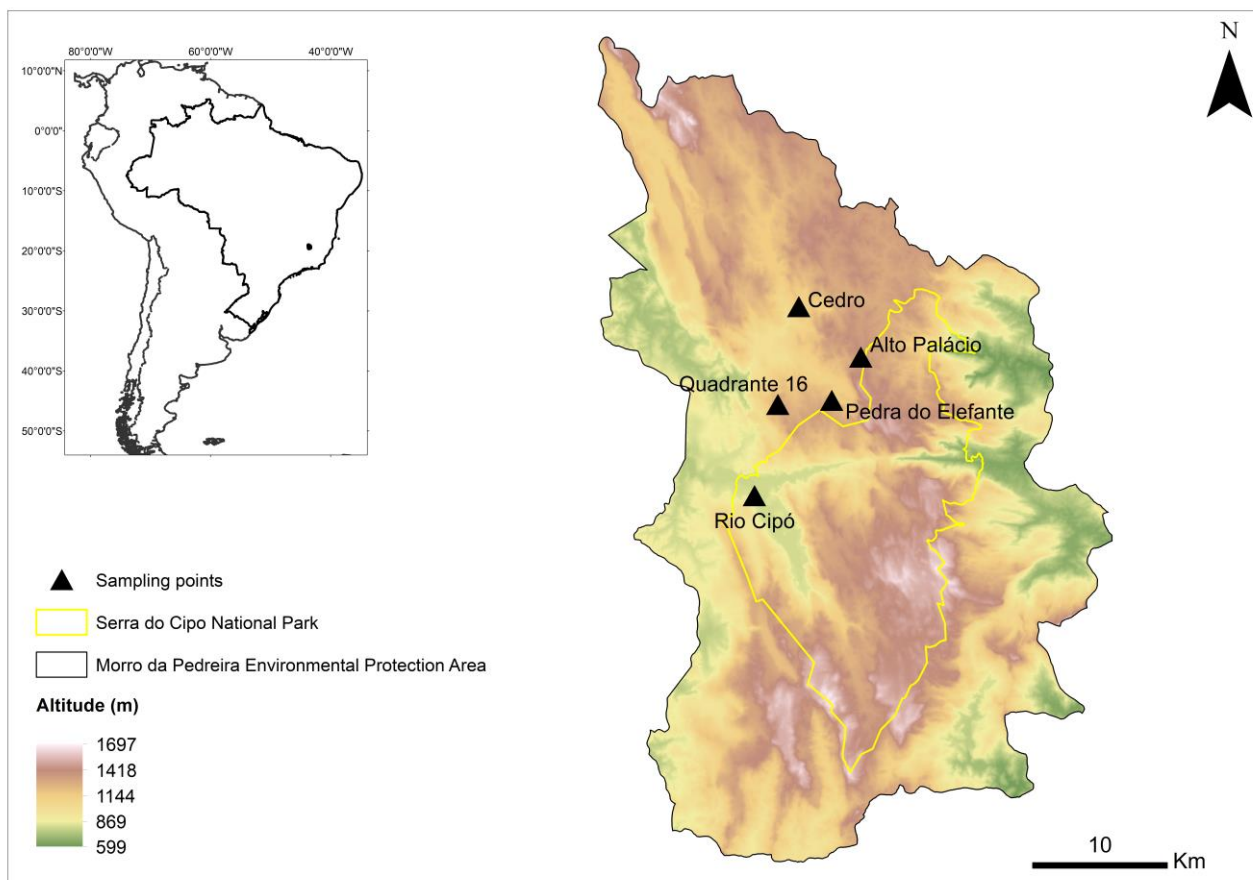 80°0'0"W 60°0'0"W 40°0'0"W
10°0'0"N
0°0'0"
10°0'0"S
20°0'0"S
30°0'0"S
40°0'0"S
50°0'0"S
N
Cedro
Alto Palácio
Quadrante 16
Pedra do Elefante
Rio Cipó
Sampling points
Serra do Cipo National Park
Morro da Pedreira Environmental Protection Area
Altitude (m)
1697
1418
1144
869
599
10
Km